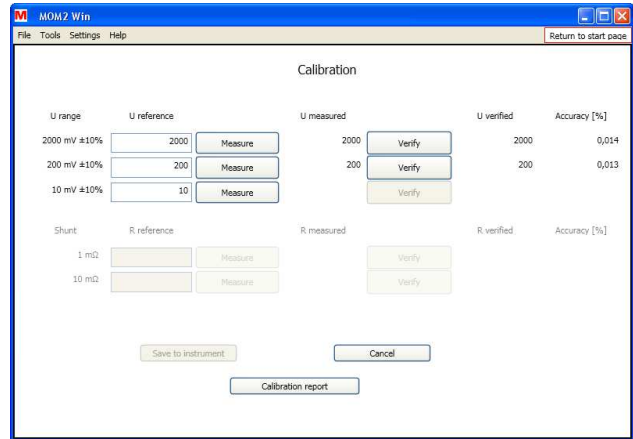 M MOM2 Win
File Tools Settings Help Return to start page
Calibration
U range U reference U measured U verified Accuracy [%]
2000 mV ±10% 2000 Measure 2000 Verify 2000 0,014
200 mV ±10% 200 Measure 200 Verify 200 0,013
10 mV ±10% 10 Measure Verify
Shunt R reference R measured R verified Accuracy [%]
1 mΩ Measure Verify
10 mΩ Measure Verify
Save to instrument Cancel
Calibration report